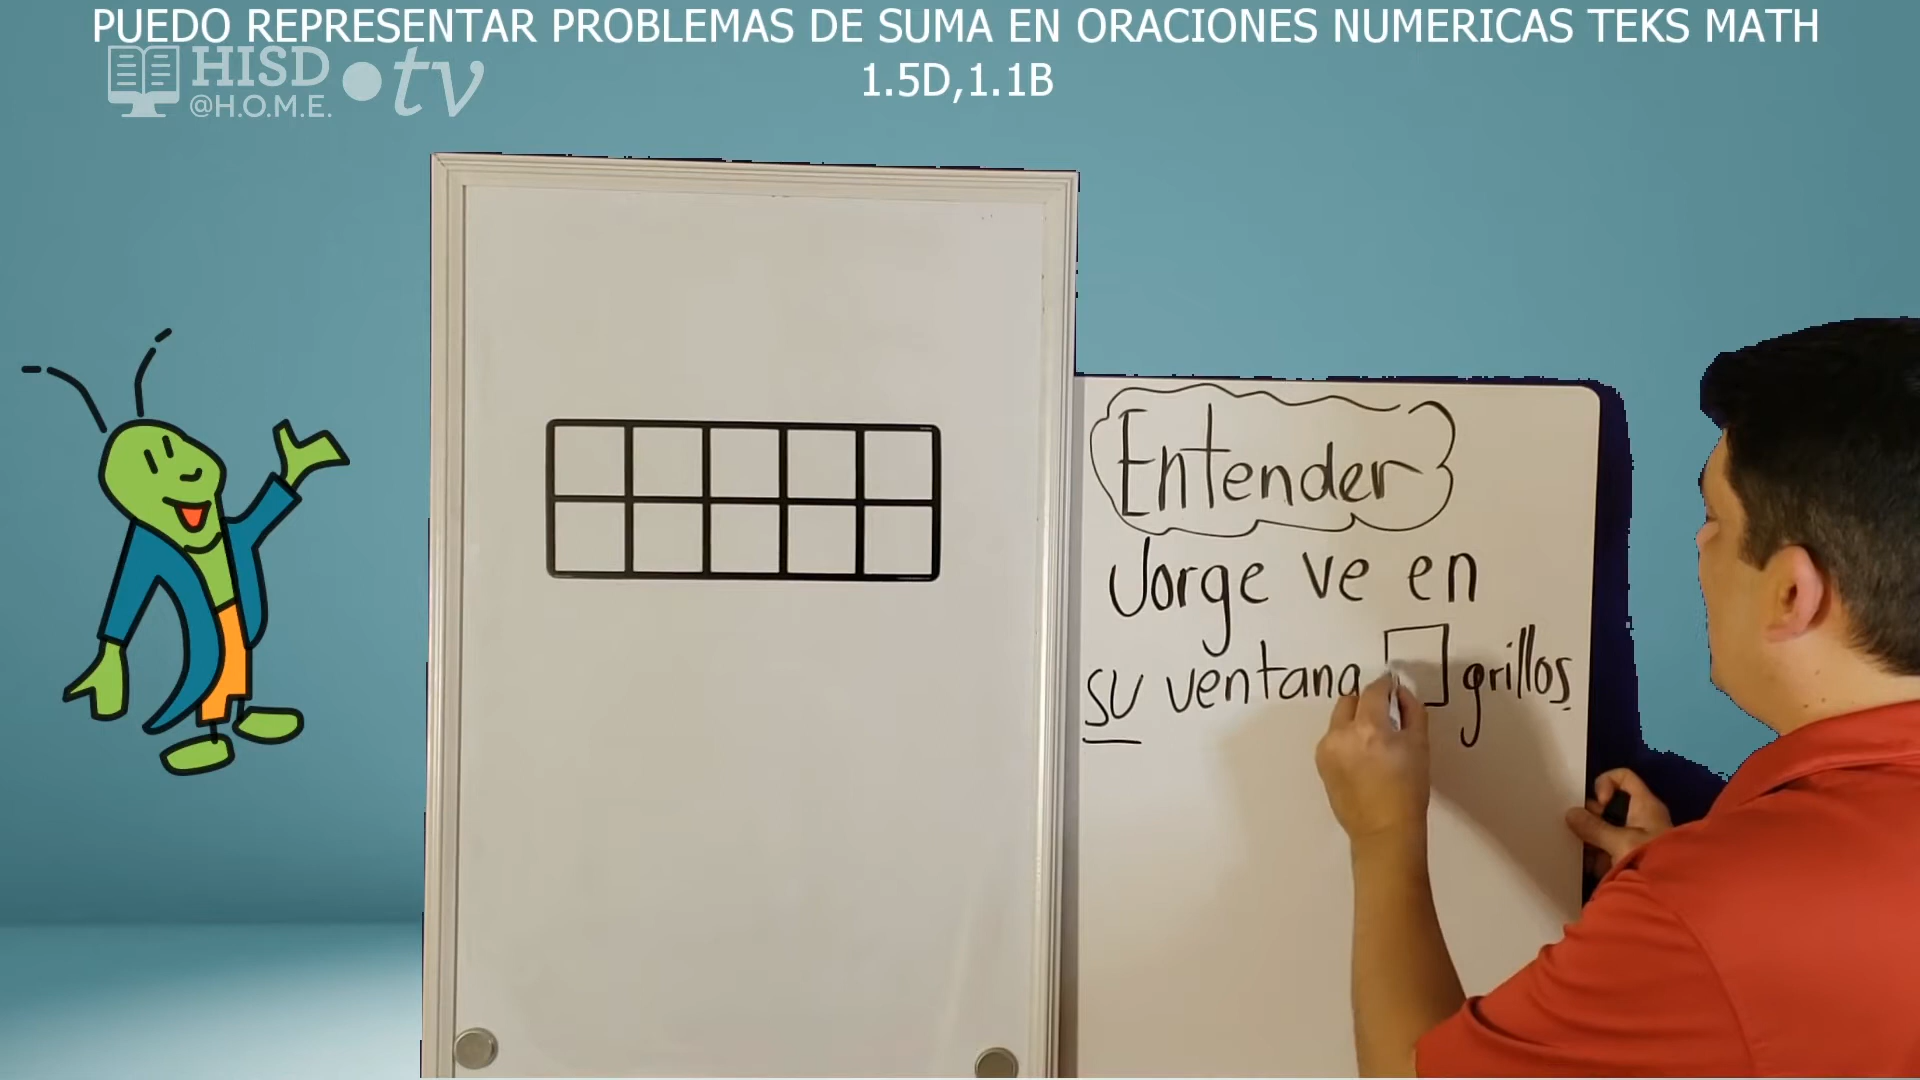 PUEDO REPRESENTAR PROBLEMAS DE SUMA EN ORACIONES NUMERICAS TEKS MATH
1.5D,1.1B
HISD
@H.O.M.E.
tv
Entender
Jorge ve en
su ventana grillos